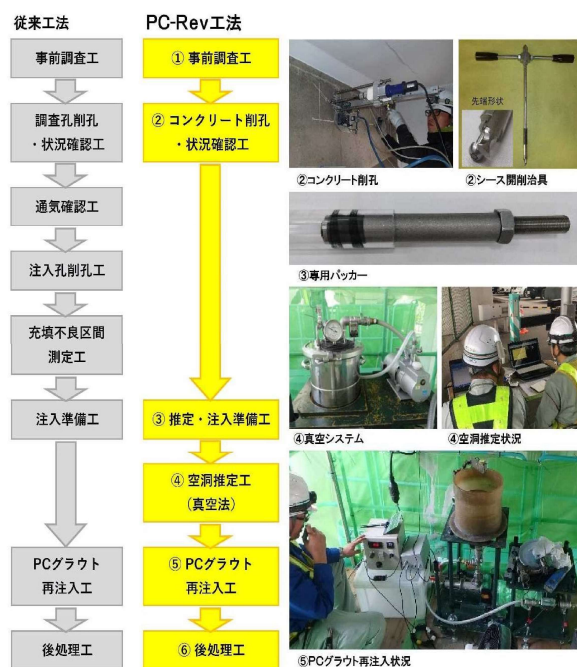 従来工法
事前調査工
調査孔削孔
・状況確認工
通気確認工
注入孔削孔工
充填不良区間
測定工
注入準備工
PCグラウト
再注入工
後処理工
PC-Rev工法
① 事前調査工
② コンクリート削孔
・状況確認工
③ 推定・注入準備工
④ 空洞推定工
(真空法)
⑤ PCグラウト
再注入工
⑥ 後処理工
②コンクリート削孔
先端形状
②シース開削治具
③専用パッカー
④真空システム
④空洞推定状況
⑤PCグラウト再注入状況